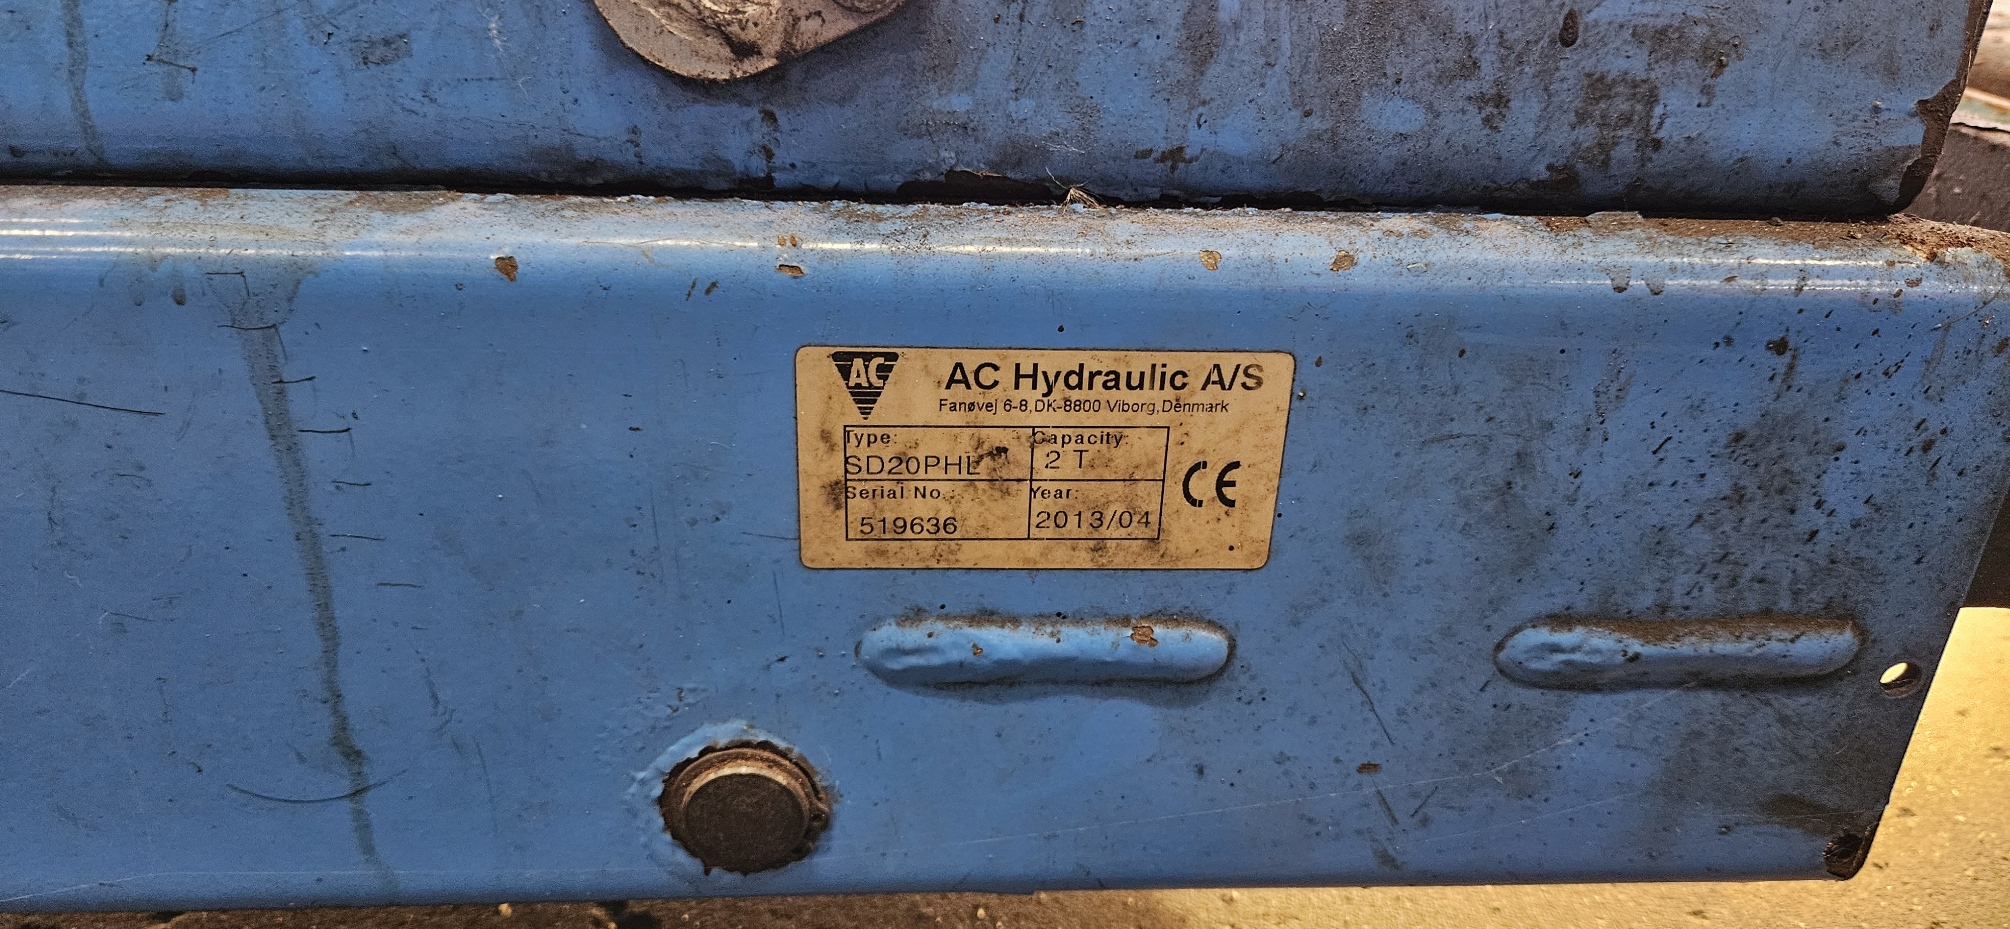 AC
AC Hydraulic A/S
Fanøvej 6-8, DK-8800 Viborg, Denmark
Type: Capacity:
SD20PHL 2 T
Serial No.: Year:
519636 2013/04
CE